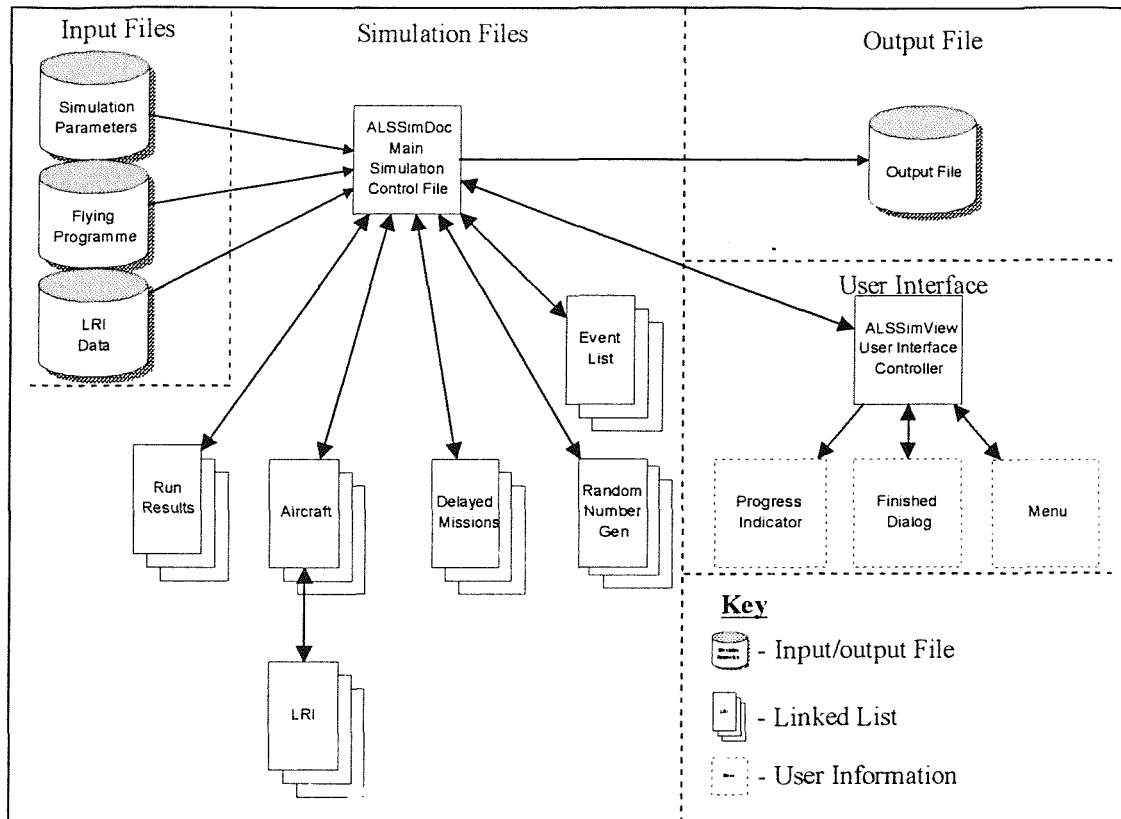 Input Files
Simulation Files
Output File
Simulation
Parameters
Flying
Programme
LRI
Data
ALSSimDoc
Main
Simulation
Control File
Output File
User Interface
ALSSimView
User Interface
Controller
Event
List
Run
Results
Aircraft
Delayed
Missions
Random
Number
Gen
Progress
Indicator
Finished
Dialog
Menu
LRI
Key
- Input/output File
LRI
- Linked List
- User Information